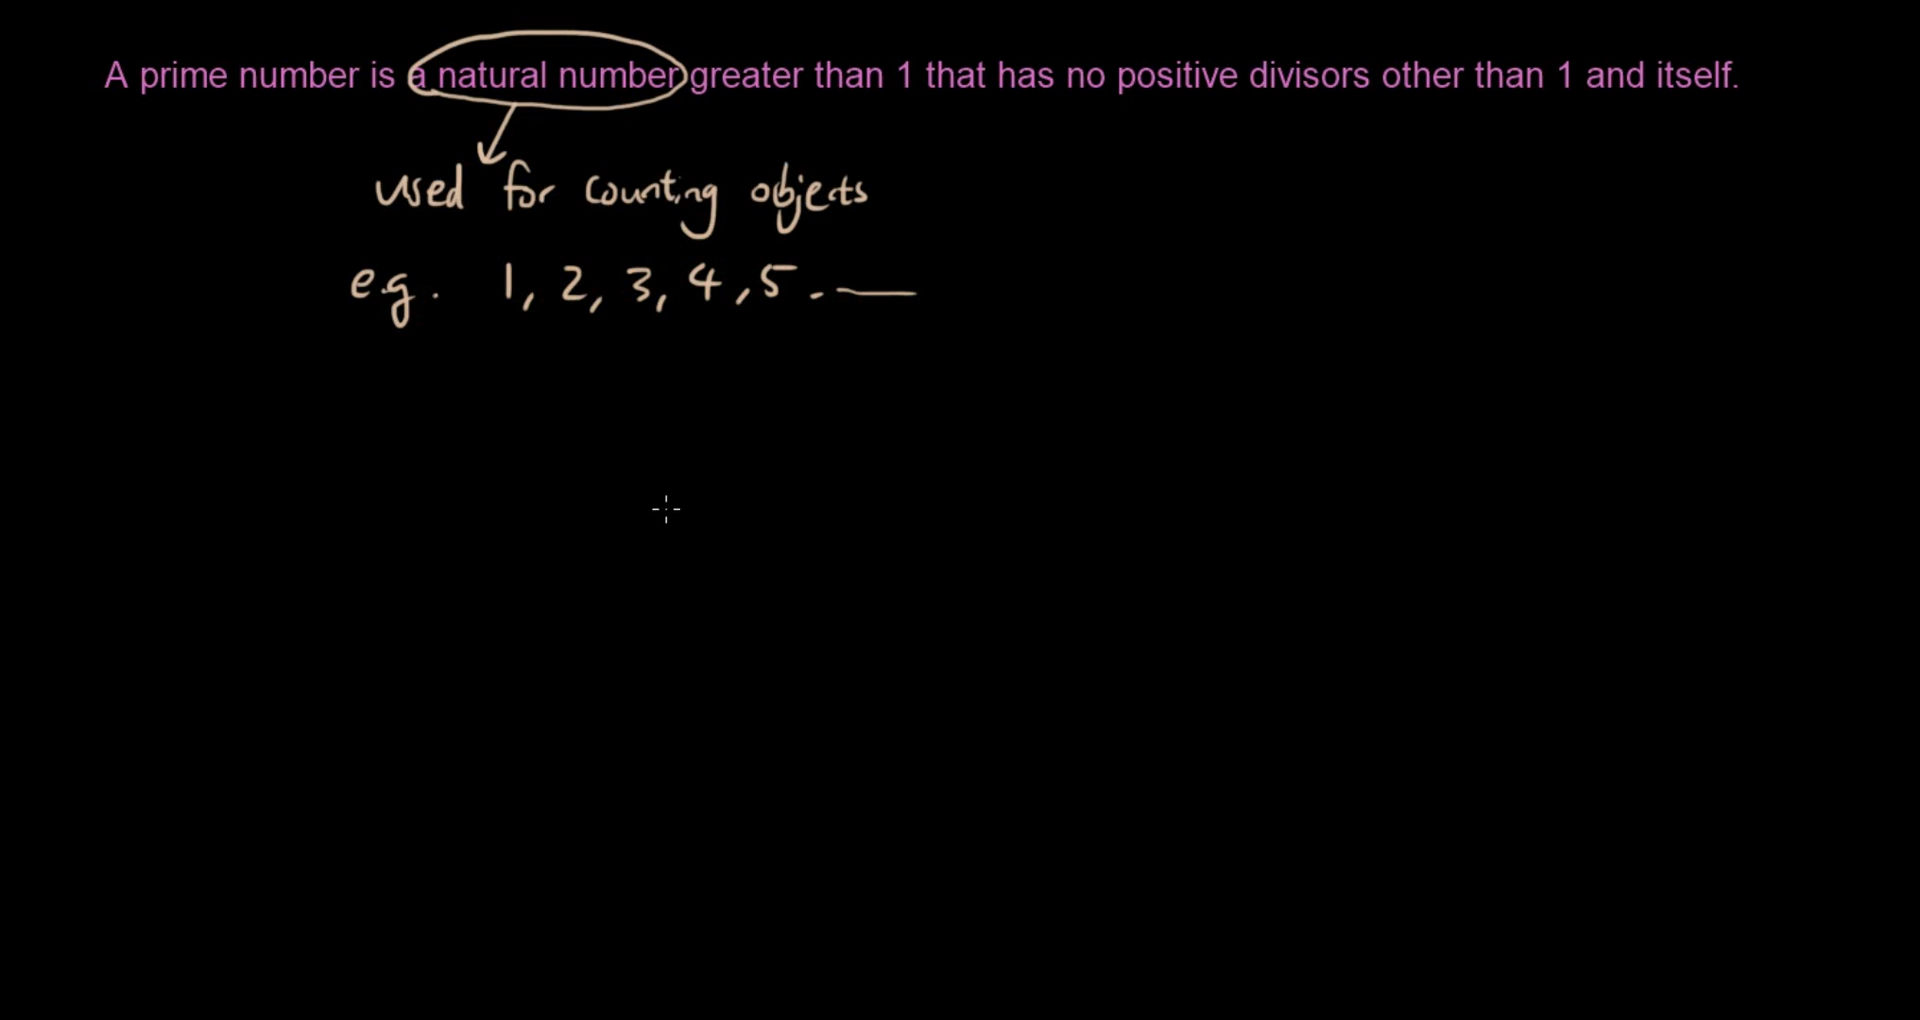 A prime number is a natural number greater than 1 that has no positive divisors other than 1 and itself.
used for counting objects
e.g. 1, 2, 3, 4, 5 . —